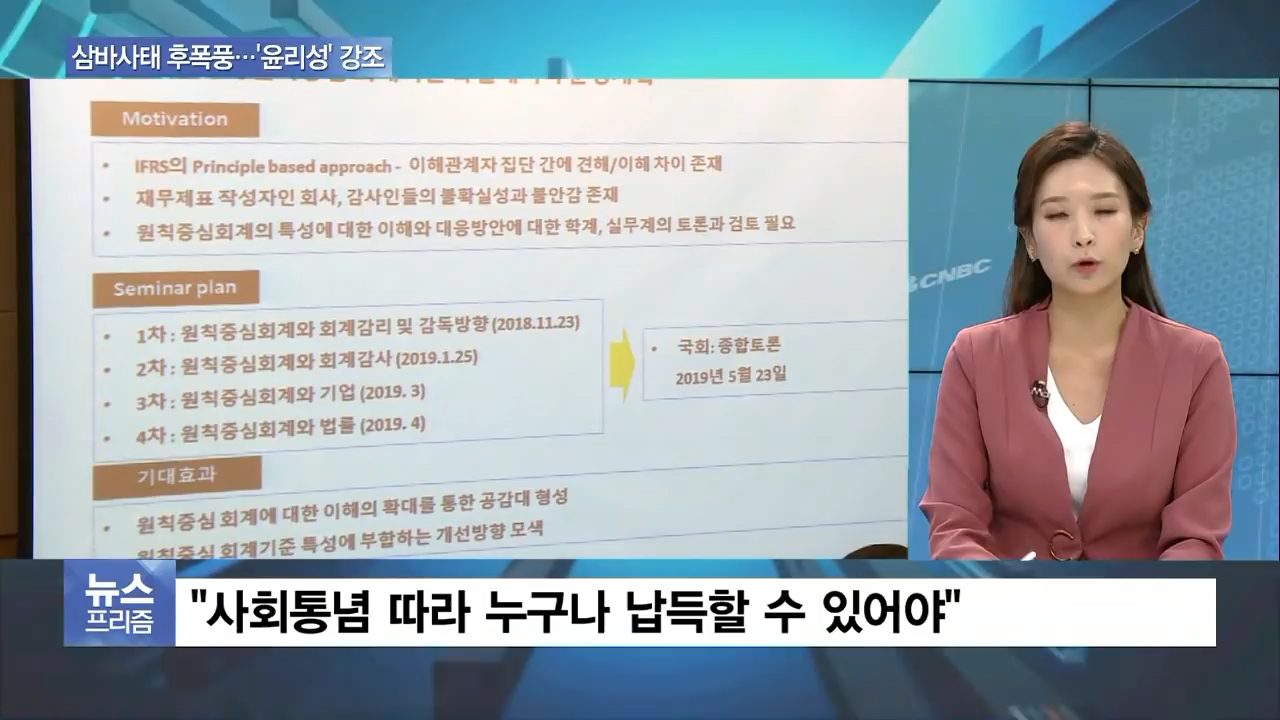 삼바사태 후폭풍…'윤리성' 강조
Motivation
• IFRS의 Principle based approach - 이해관계자 집단 간에 견해/이해 차이 존재
• 재무제표 작성자인 회사, 감사인들의 불확실성과 불안감 존재
• 원칙중심회계의 특성에 대한 이해와 대응방안에 대한 학계, 실무계의 토론과 검토 필요
Seminar plan
• 1차 : 원칙중심회계와 회계감리 및 감독방향 (2018.11.23)
• 2차 : 원칙중심회계와 회계감사 (2019.1.25)
• 3차 : 원칙중심회계와 기업 (2019. 3)
• 4차 : 원칙중심회계와 법률 (2019. 4)
• 국회: 종합토론
2019년 5월 23일
기대효과
• 원칙중심 회계에 대한 이해의 확대를 통한 공감대 형성
원칙중심 회계기준 특성에 부합하는 개선방향 모색
CNBC
뉴스
프리즘
"사회통념 따라 누구나 납득할 수 있어야"